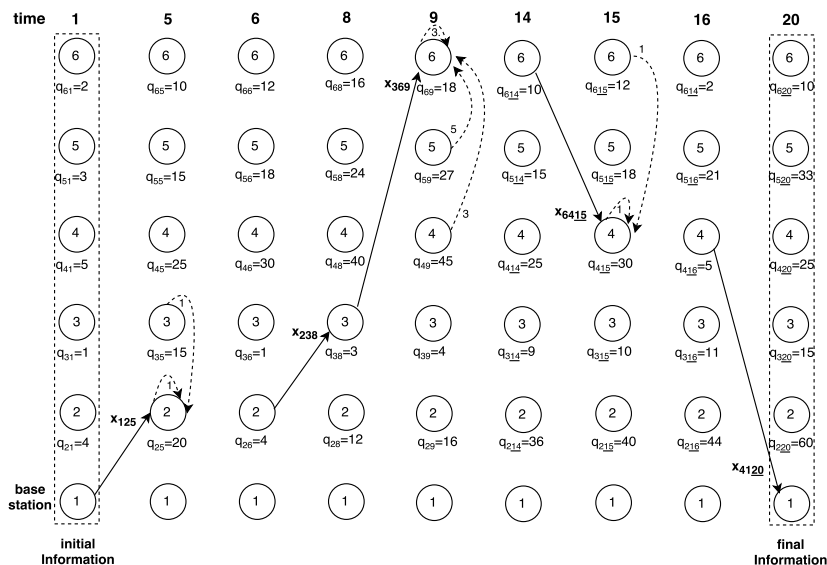 time 1 5 6 8 9 14 15 16 20
3 1
6 6 6 6 6 6 6 6 6
q61=2 q65=10 q66=12 q68=16 x369 q69=18 q614=10 q615=12 q614=2 q620=10
5
5 5 5 5 5 5 5 5 5
q51=3 q55=15 q56=18 q58=24 q59=27 q514=15 q515=18 q516=21 q520=33
3 x6415 1
4 4 4 4 4 4 4 4 4
q41=5 q45=25 q46=30 q48=40 q49=45 q414=25 q415=30 q416=5 q420=25
1 x238
3 3 3 3 3 3 3 3 3
q31=1 q35=15 q36=1 q38=3 q39=4 q314=9 q315=10 q316=11 q320=15
1
x125
2 2 2 2 2 2 2 2 2
q21=4 q25=20 q26=4 q28=12 q29=16 q214=36 q215=40 q216=44 q220=60
x4120
base
station
1 1 1 1 1 1 1 1 1
initial
Information
final
Information